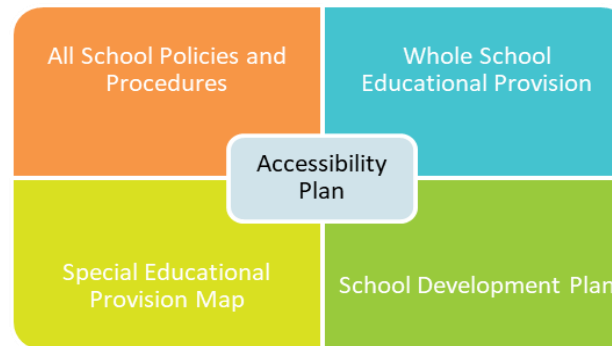 All School Policies and
Procedures
Whole School
Educational Provision
Accessibility
Plan
Special Educational
Provision Map
School Development Plan